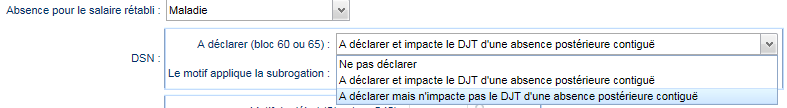 Absence pour le salaire rétabli : Maladie
DSN :
A déclarer (bloc 60 ou 65) : A déclarer et impacte le DJT d'une absence postérieure contiguë
Ne pas déclarer
Le motif applique la subrogation : A déclarer et impacte le DJT d'une absence postérieure contiguë
A déclarer mais n'impacte pas le DJT d'une absence postérieure contiguë